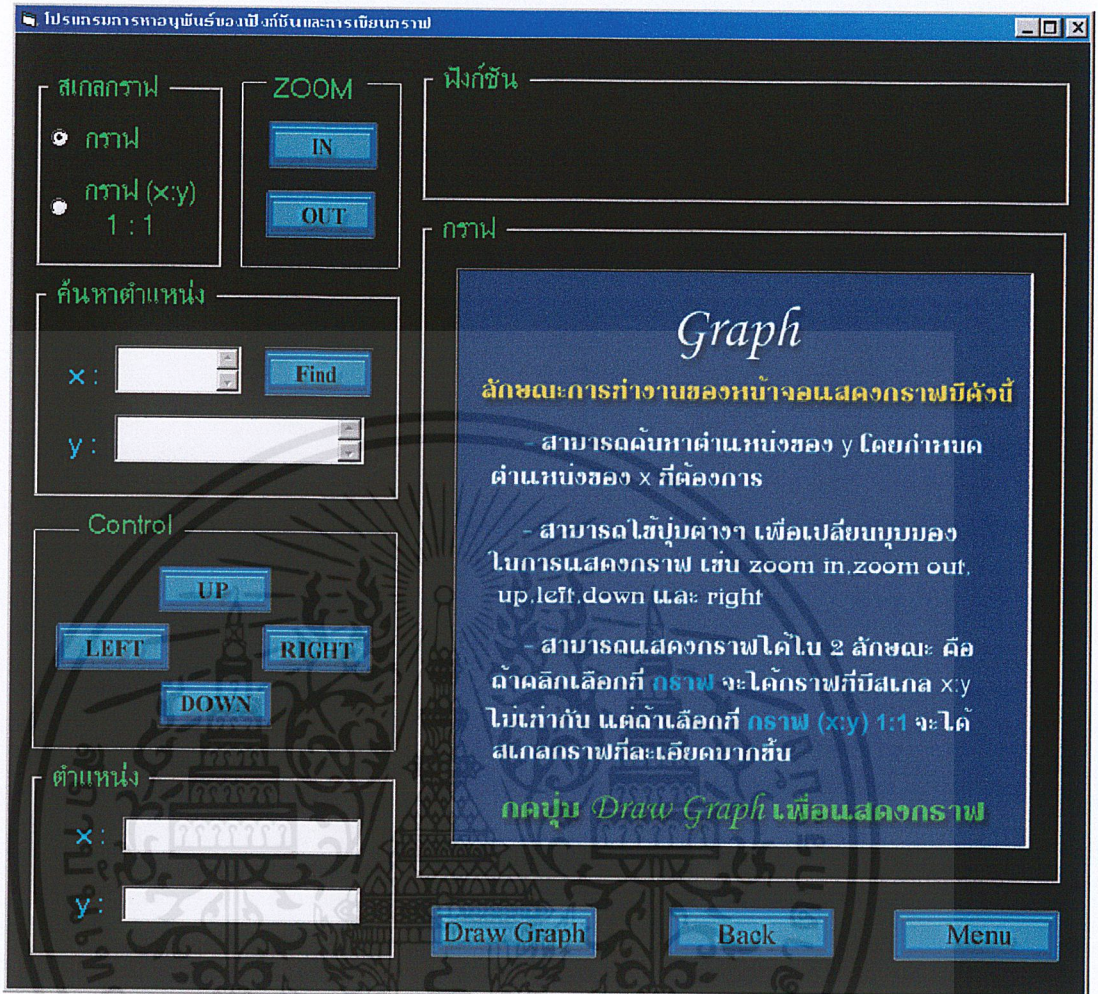 โปรแกรมการหาอนุพันธ์ของฟังก์ชันและการเขียนกราฟ
สเกลกราฟ
กราฟ
กราฟ (x:y)
1 : 1
ZOOM
IN
OUT
ฟังก์ชัน
ค้นหาตำแหน่ง
x :
Find
y :
Control
UP
LEFT
RIGHT
DOWN
ตำแหน่ง
x :
y :
กราฟ
Graph
ลักษณะการทำงานของหน้าจอแสดงกราฟมีดังนี้
- สามารถค้นหาตำแหน่งของ y โดยกำหนด
ตำแหน่งของ x ที่ต้องการ
- สามารถใช้ปุ่มต่างๆ เพื่อเปลี่ยนมุมมอง
ในการแสดงกราฟ เช่น zoom in,zoom out,
up,left,down และ right
- สามารถแสดงกราฟได้ใน 2 ลักษณะ คือ
ถ้าคลิกเลือกที่ กราฟ จะได้กราฟที่มีสเกล x:y
ไม่เท่ากัน แต่ถ้าเลือกที่ กราฟ (x:y) 1:1 จะได้
สเกลกราฟที่ละเอียดมากขึ้น
กดปุ่ม Draw Graph เพื่อแสดงกราฟ
Draw Graph
Back
Menu